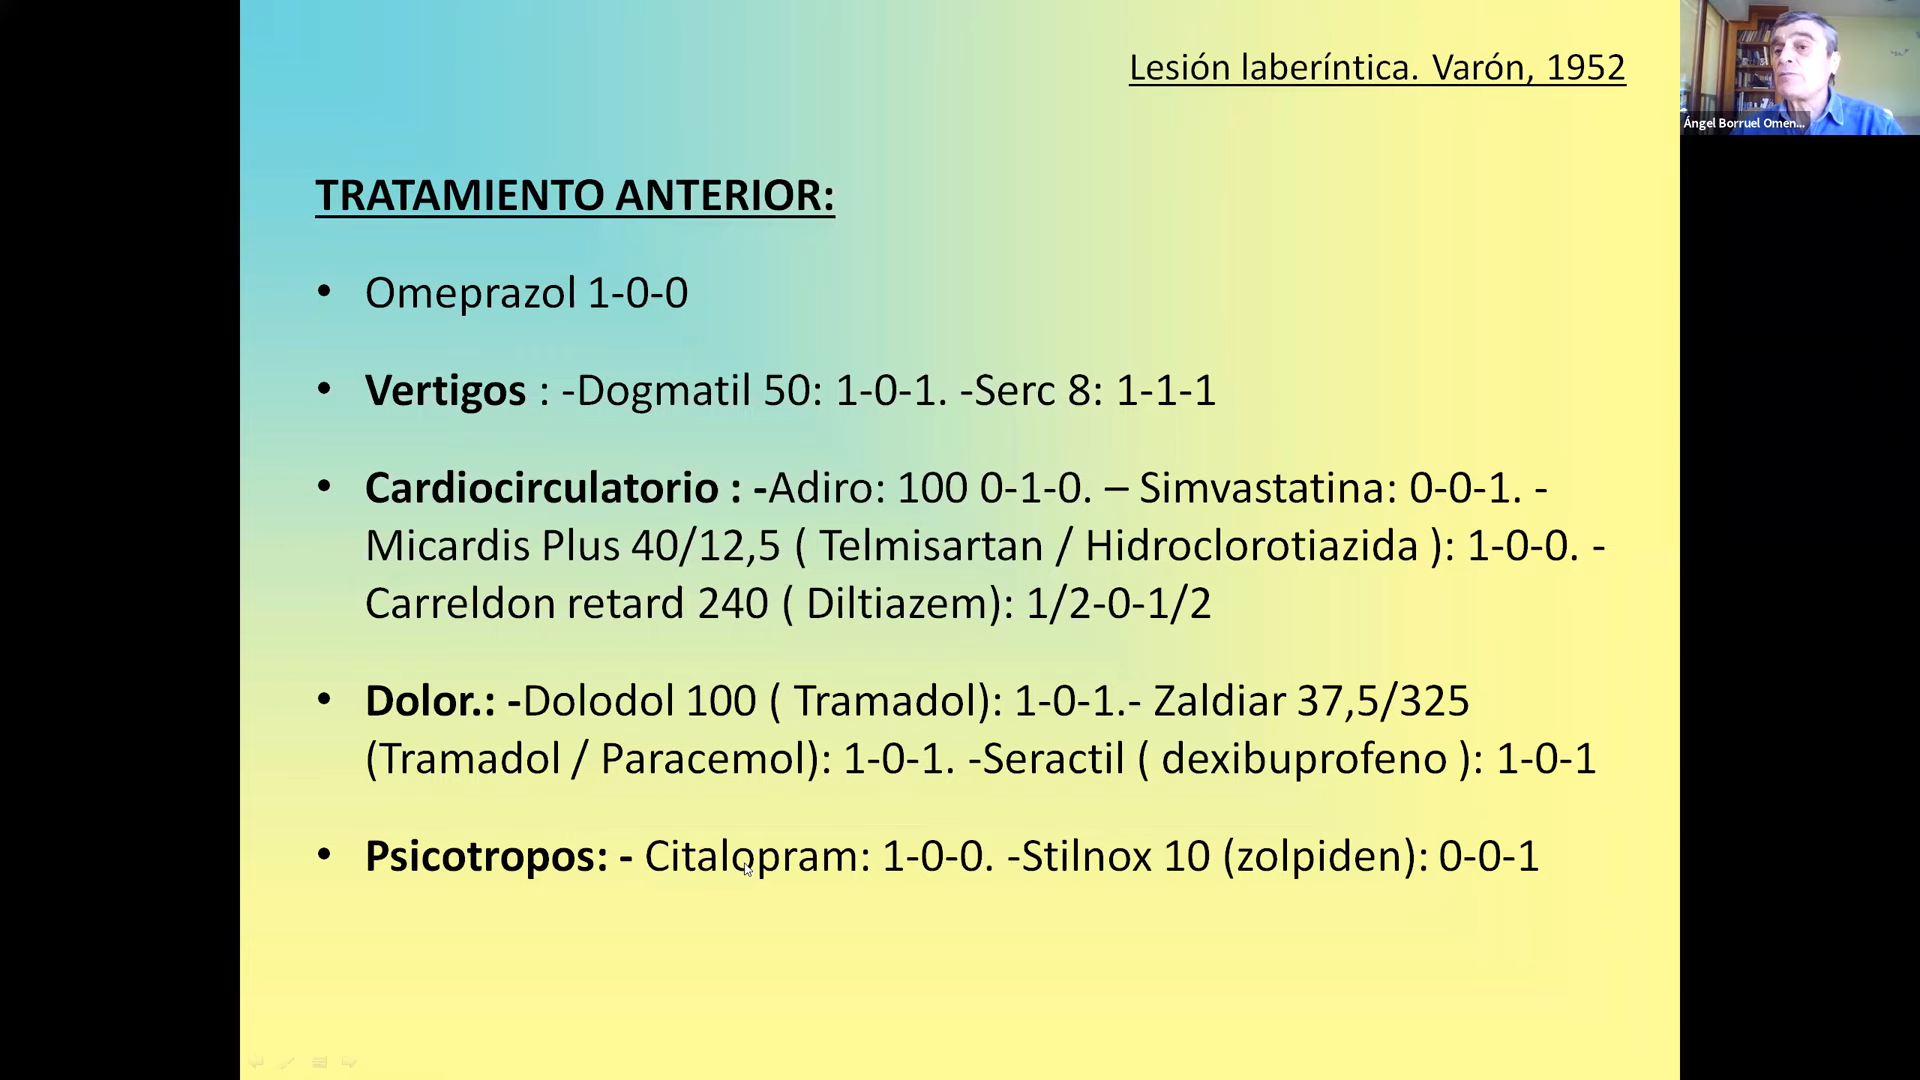 Lesión laberíntica. Varón, 1952
Ángel Borruel Omen...
TRATAMIENTO ANTERIOR:
• Omeprazol 1-0-0
• Vertigos : -Dogmatil 50: 1-0-1. -Serc 8: 1-1-1
• Cardiocirculatorio : -Adiro: 100 0-1-0. – Simvastatina: 0-0-1. -
Micardis Plus 40/12,5 ( Telmisartan / Hidroclorotiazida ): 1-0-0. -
Carreldon retard 240 ( Diltiazem): 1/2-0-1/2
• Dolor.: -Dolodol 100 ( Tramadol): 1-0-1.- Zaldiar 37,5/325
(Tramadol / Paracemol): 1-0-1. -Seractil ( dexibuprofeno ): 1-0-1
• Psicotropos: - Citalopram: 1-0-0. -Stilnox 10 (zolpiden): 0-0-1